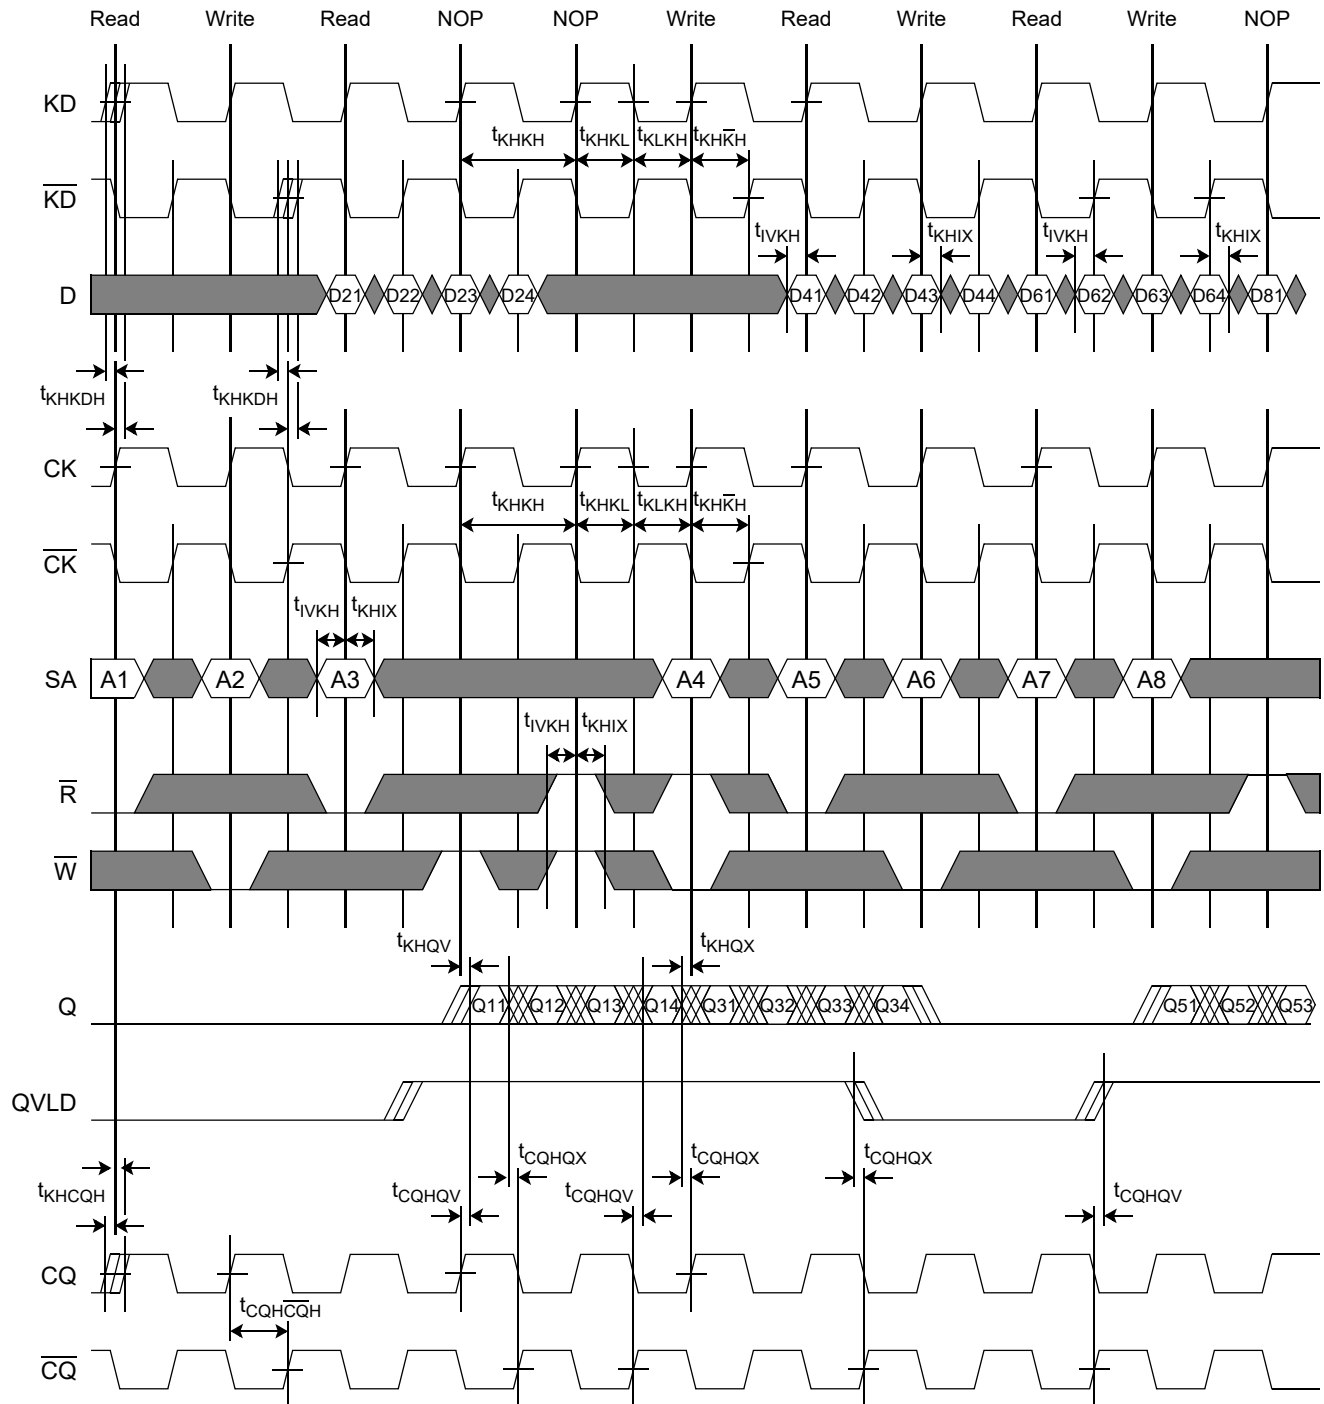 Read Write Read NOP NOP Write Read Write Read Write NOP
KD
tKHKH tKHKL tKLKH tKHK̅H
K̅D̅
tIVKH tKHIX tIVKH tKHIX
D D21 D22 D23 D24 D41 D42 D43 D44 D61 D62 D63 D64 D81
tKHKDH tKHKDH
CK
tKHKH tKHKL tKLKH tKHK̅H
C̅K̅
tIVKH tKHIX
SA A1 A2 A3 A4 A5 A6 A7 A8
tIVKH tKHIX
R̅
W̅
tKHQV tKHQX
Q Q11 Q12 Q13 Q14 Q31 Q32 Q33 Q34 Q51 Q52 Q53
QVLD
tCQHQX tCQHQX tCQHQX
tKHCQH tCQHQV tCQHQV tCQHQV
CQ
tCQHC̅Q̅H
C̅Q̅